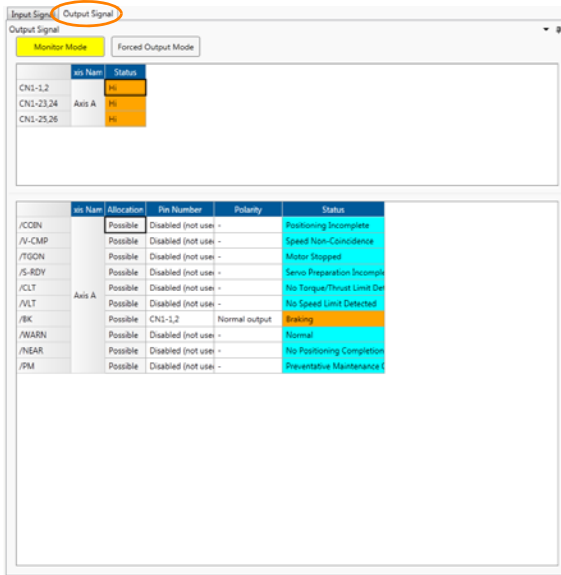 Input Signal Output Signal
Output Signal
Monitor Mode Forced Output Mode
xis Nam Status
CN1-1,2 Hi
CN1-23,24 Axis A Hi
CN1-25,26 Hi
xis Nam Allocation Pin Number Polarity Status
/COIN Possible Disabled (not use - Positioning Incomplete
/V-CMP Possible Disabled (not use - Speed Non-Coincidence
/TGON Possible Disabled (not use - Motor Stopped
/S-RDY Possible Disabled (not use - Servo Preparation Incomple
/CLT Possible Disabled (not use - No Torque/Thrust Limit Det
Axis A
/VLT Possible Disabled (not use - No Speed Limit Detected
/BK Possible CN1-1,2 Normal output Braking
/WARN Possible Disabled (not use - Normal
/NEAR Possible Disabled (not use - No Positioning Completion
/PM Possible Disabled (not use - Preventative Maintenance C